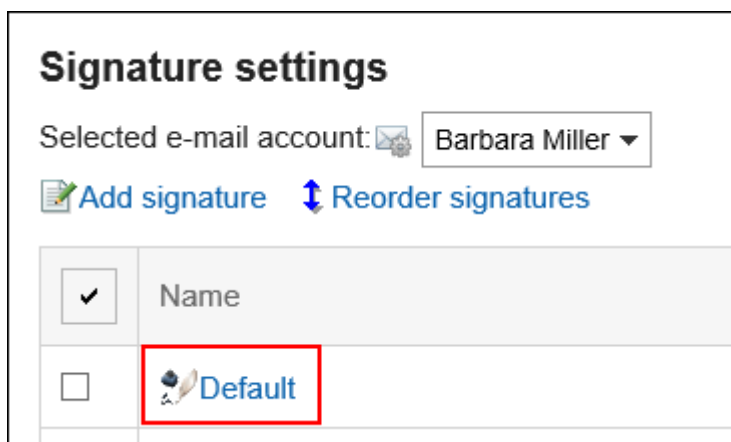 Signature settings
Selected e-mail account: Barbara Miller
Add signature Reorder signatures
Name
Default